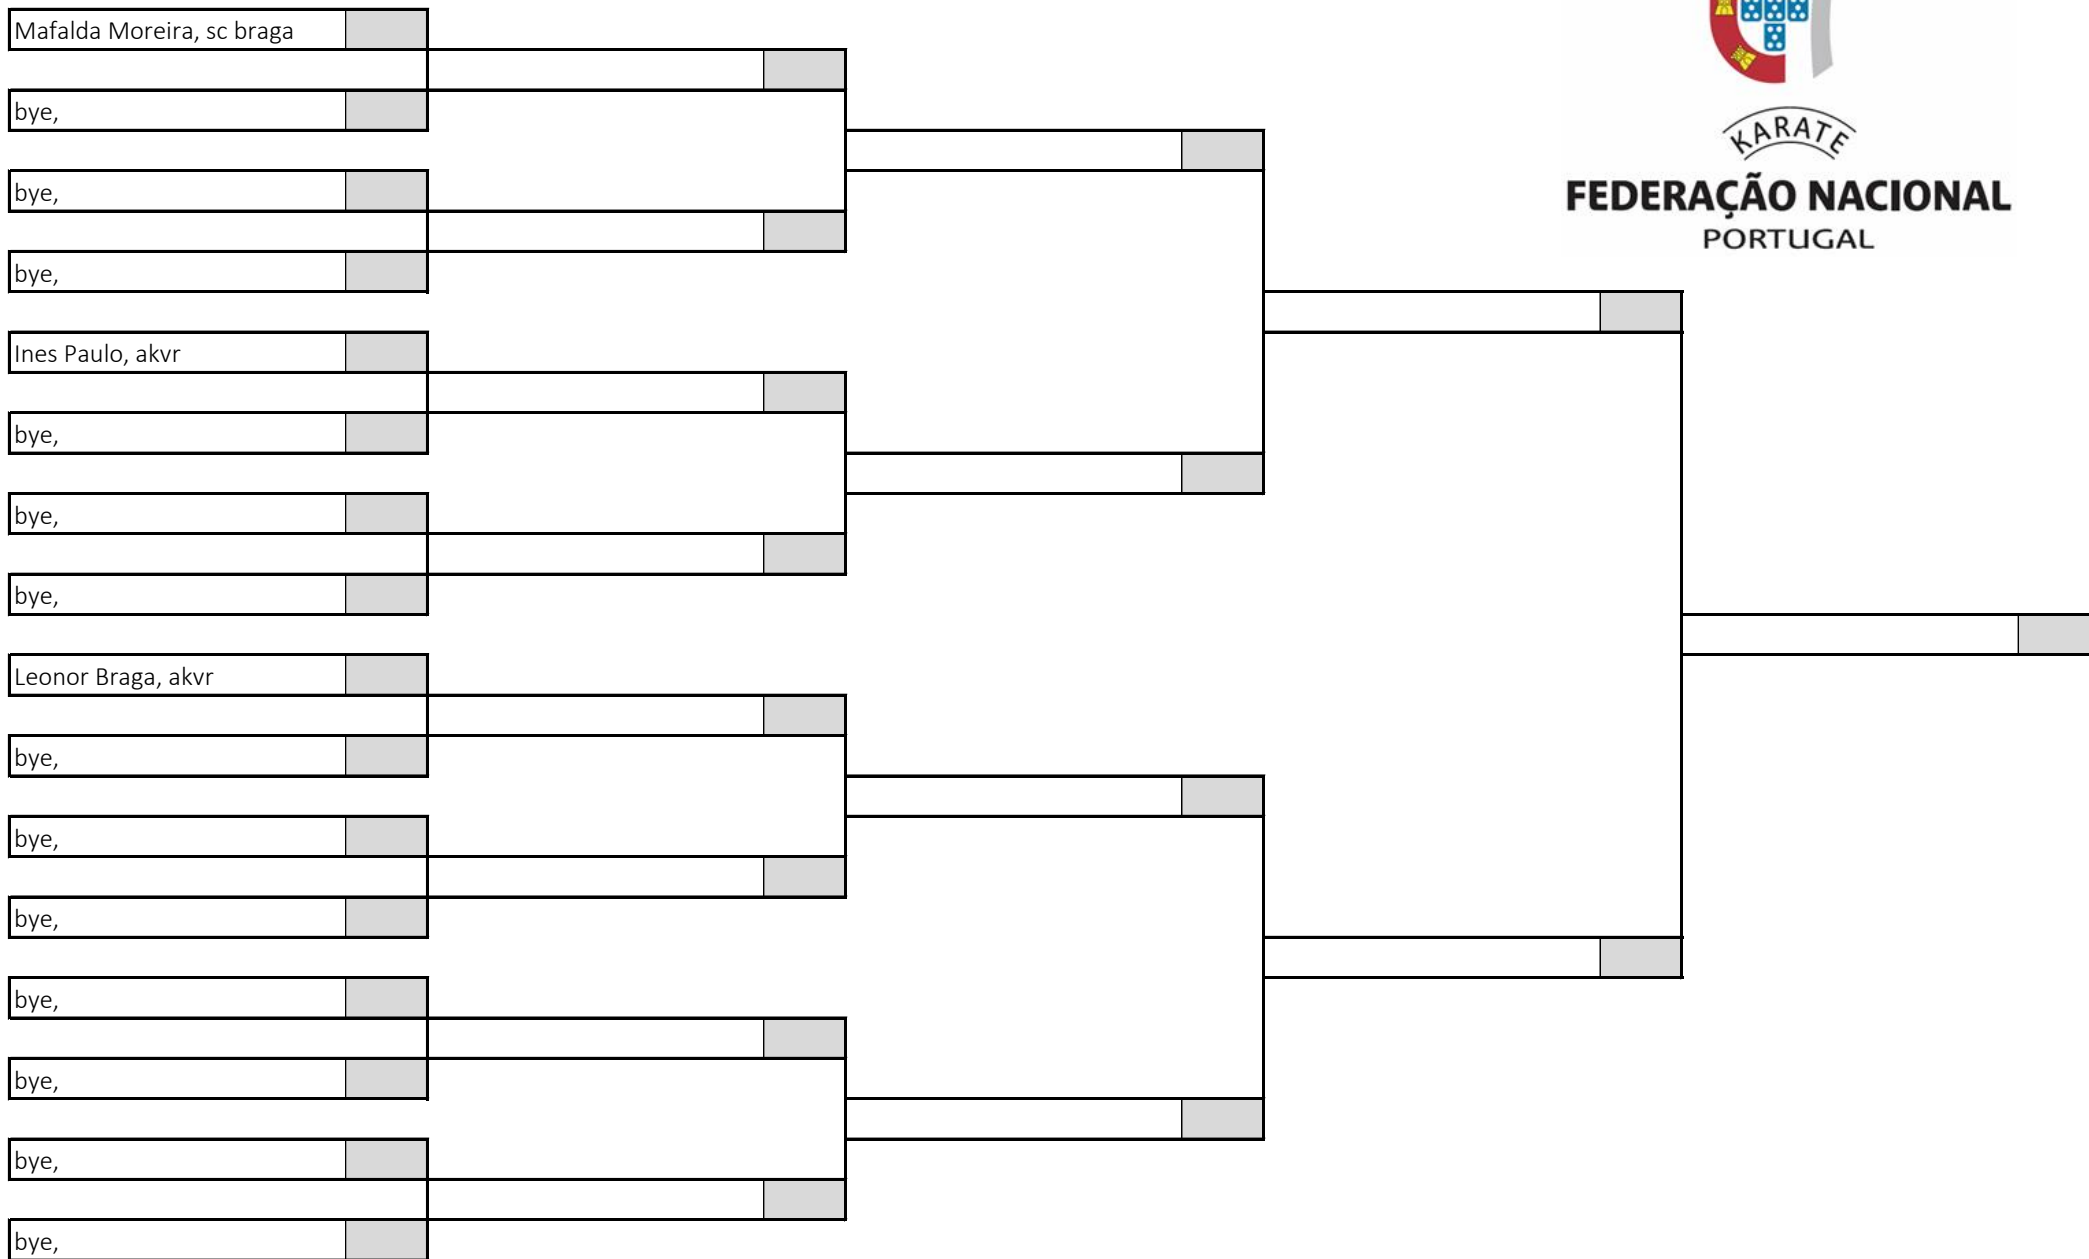 Mafalda Moreira, sc braga
bye,
bye,
bye,
Ines Paulo, akvr
bye,
bye,
bye,
Leonor Braga, akvr
bye,
bye,
bye,
bye,
bye,
bye,
bye,
KARATE
FEDERAÇÃO NACIONAL
PORTUGAL